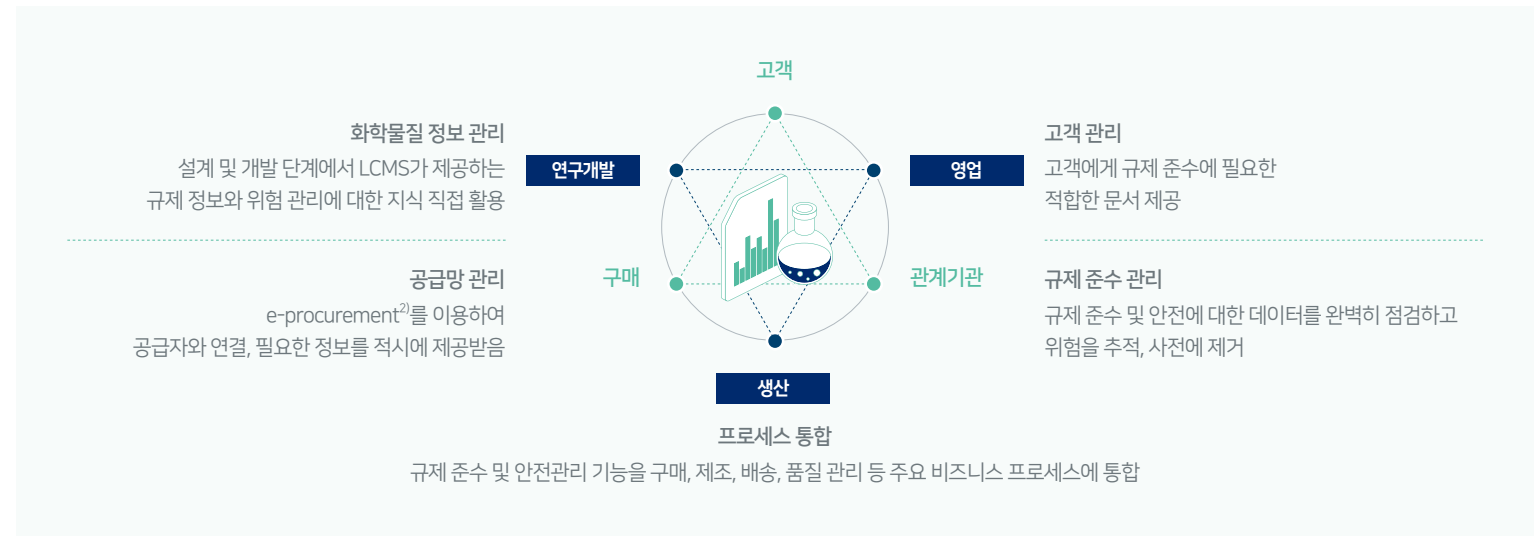 고객
화학물질 정보 관리
설계 및 개발 단계에서 LCMS가 제공하는
규제 정보와 위험 관리에 대한 지식 직접 활용
연구개발
영업
고객 관리
고객에게 규제 준수에 필요한
적합한 문서 제공
공급망 관리
e-procurement2)를 이용하여
공급자와 연결, 필요한 정보를 적시에 제공받음
구매
관계기관
규제 준수 관리
규제 준수 및 안전에 대한 데이터를 완벽히 점검하고
위험을 추적, 사전에 제거
생산
프로세스 통합
규제 준수 및 안전관리 기능을 구매, 제조, 배송, 품질 관리 등 주요 비즈니스 프로세스에 통합